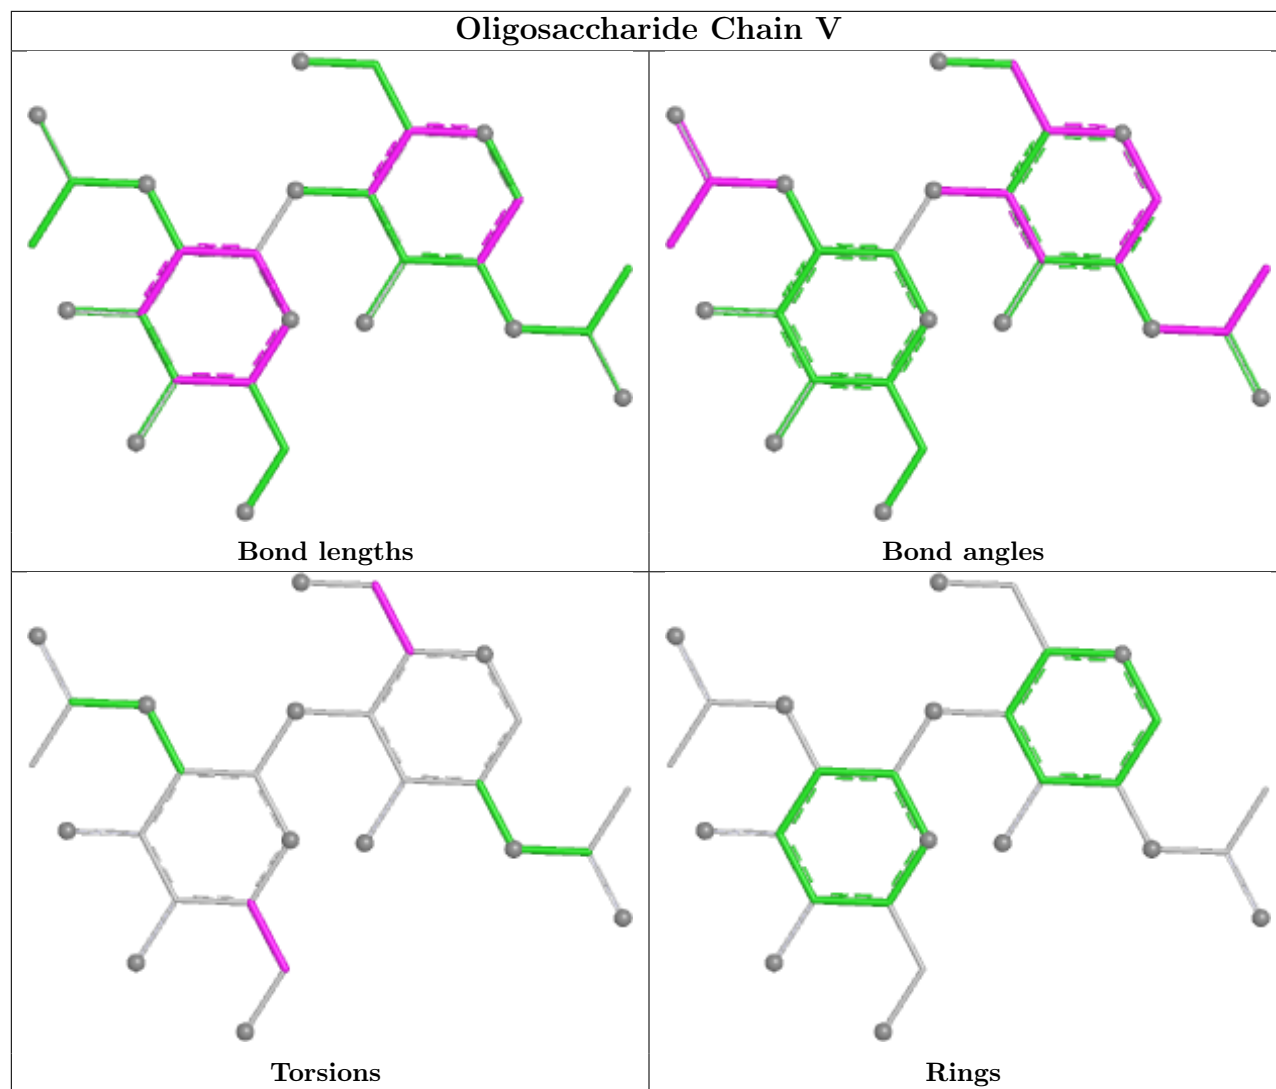 Oligosaccharide Chain V
Bond lengths
Bond angles
Torsions
Rings